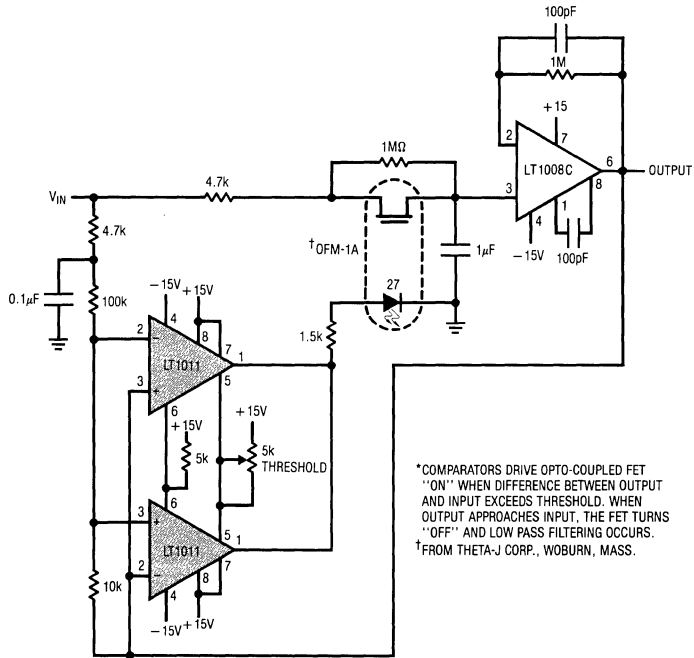 100pF
1M
+15
2
7
LT1008C
6
OUTPUT
3
8
1
4
-15V
100pF
1MΩ
4.7k
VIN
4.7k
†OFM-1A
1μF
27
0.1μF
100k
-15V
+15V
4
8
2
-
7
1
LT1011
5
3
+
6
1.5k
+15V
5k
+15V
5k
THRESHOLD
6
3
+
5
1
LT1011
7
2
-
8
4
10k
-15V
+15V
*COMPARATORS DRIVE OPTO-COUPLED FET
"ON" WHEN DIFFERENCE BETWEEN OUTPUT
AND INPUT EXCEEDS THRESHOLD. WHEN
OUTPUT APPROACHES INPUT, THE FET TURNS
"OFF" AND LOW PASS FILTERING OCCURS.
†FROM THETA-J CORP., WOBURN, MASS.